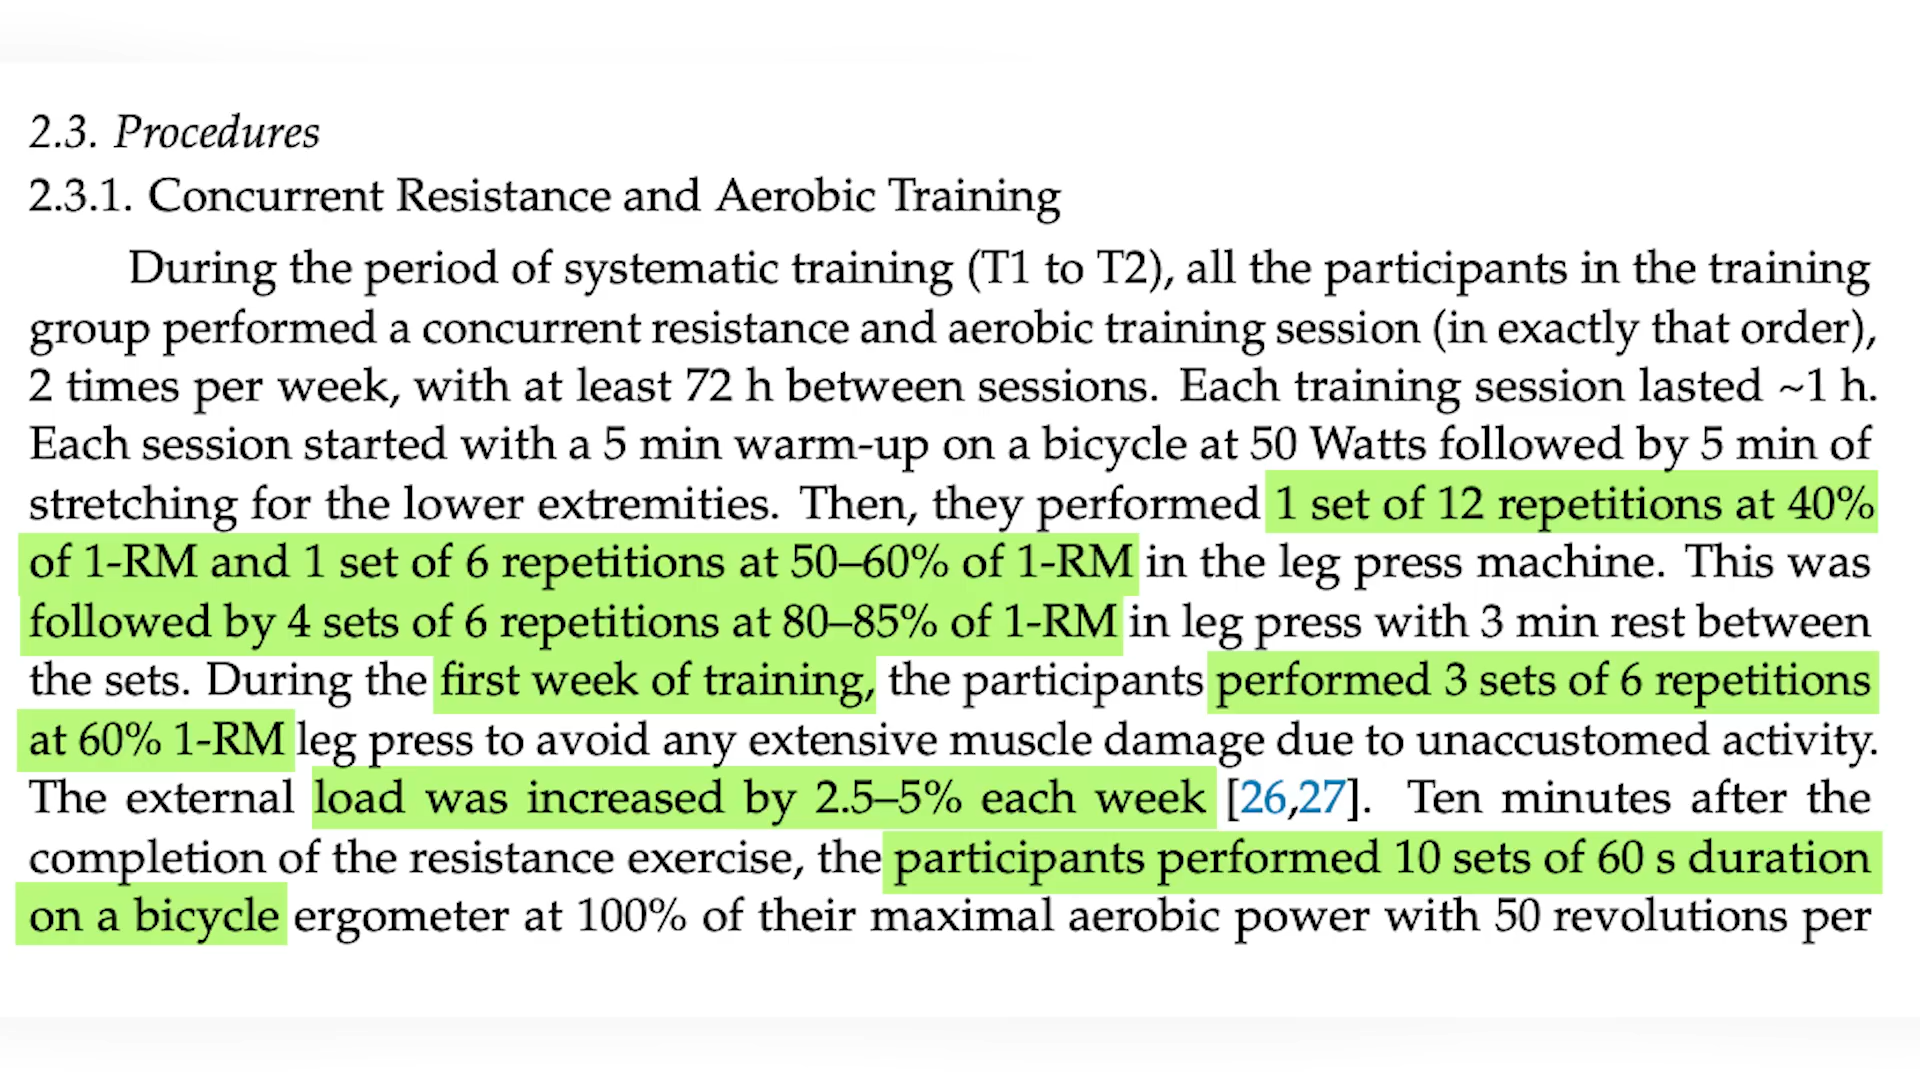 2.3. Procedures
2.3.1. Concurrent Resistance and Aerobic Training
During the period of systematic training (T1 to T2), all the participants in the training
group performed a concurrent resistance and aerobic training session (in exactly that order),
2 times per week, with at least 72 h between sessions. Each training session lasted ~1 h.
Each session started with a 5 min warm-up on a bicycle at 50 Watts followed by 5 min of
stretching for the lower extremities. Then, they performed 1 set of 12 repetitions at 40%
of 1-RM and 1 set of 6 repetitions at 50–60% of 1-RM in the leg press machine. This was
followed by 4 sets of 6 repetitions at 80–85% of 1-RM in leg press with 3 min rest between
the sets. During the first week of training, the participants performed 3 sets of 6 repetitions
at 60% 1-RM leg press to avoid any extensive muscle damage due to unaccustomed activity.
The external load was increased by 2.5–5% each week [26,27]. Ten minutes after the
completion of the resistance exercise, the participants performed 10 sets of 60 s duration
on a bicycle ergometer at 100% of their maximal aerobic power with 50 revolutions per